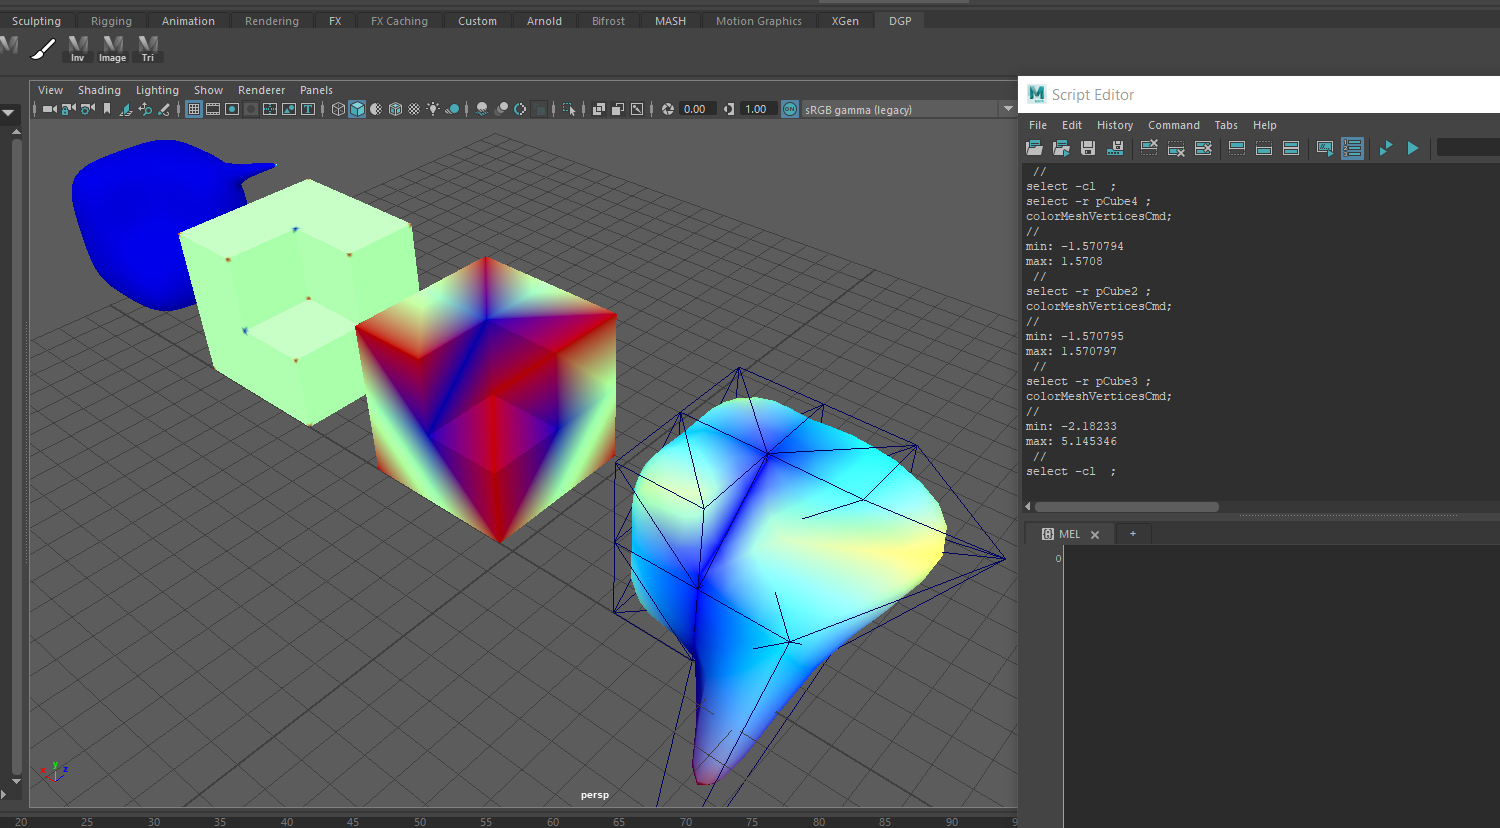 Sculpting Rigging Animation Rendering FX FX Caching Custom Arnold Bifrost MASH Motion Graphics XGen DGP
Inv Image Tri
View Shading Lighting Show Renderer Panels
0.00 1.00 ON sRGB gamma (legacy)
persp
x y z
20 25 30 35 40 45 50 55 60 65 70 75 80 85 90 9
Script Editor
File Edit History Command Tabs Help
//
select -cl ;
select -r pCube4 ;
colorMeshVerticesCmd;
//
min: -1.570794
max: 1.5708
//
select -r pCube2 ;
colorMeshVerticesCmd;
//
min: -1.570795
max: 1.570797
//
select -r pCube3 ;
colorMeshVerticesCmd;
//
min: -2.18233
max: 5.145346
//
select -cl ;
MEL +
0